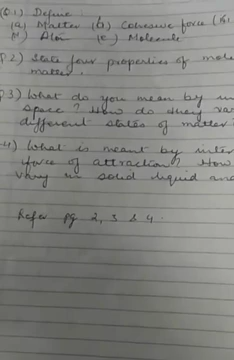 Q.1) Define:
(a) Matter (b) Cohesive force
Atom (e) Molecule
Q.2) State four properties of
matter.
Q.3) What do you mean by
space? How do they
different states of matter
4) What is meant by
force of attraction? How
vary in solid liquid
Refer pg 2, 3 & 4.